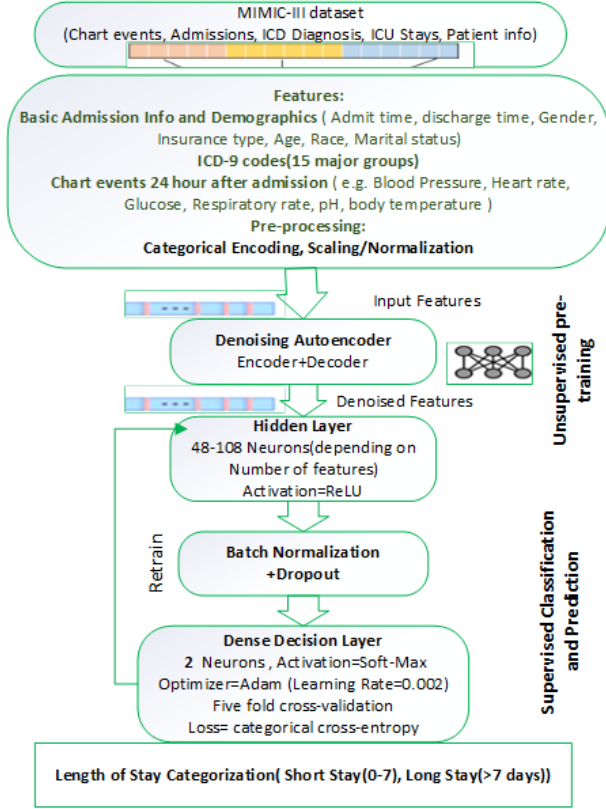 MIMIC-III dataset
(Chart events, Admissions, ICD Diagnosis, ICU Stays, Patient info)
Features:
Basic Admission Info and Demographics ( Admit time, discharge time, Gender,
Insurance type, Age, Race, Marital status)
ICD-9 codes(15 major groups)
Chart events 24 hour after admission ( e.g. Blood Pressure, Heart rate,
Glucose, Respiratory rate, pH, body temperature )
Pre-processing:
Categorical Encoding, Scaling/Normalization
Input Features
Denoising Autoencoder
Encoder+Decoder
Unsupervised pre-
training
Denoised Features
Hidden Layer
48-108 Neurons(depending on
Number of features)
Activation=ReLU
Retrain
Batch Normalization
+Dropout
Supervised Classification
and Prediction
Dense Decision Layer
2 Neurons , Activation=Soft-Max
Optimizer=Adam (Learning Rate=0.002)
Five fold cross-validation
Loss= categorical cross-entropy
Length of Stay Categorization( Short Stay(0-7), Long Stay(>7 days))